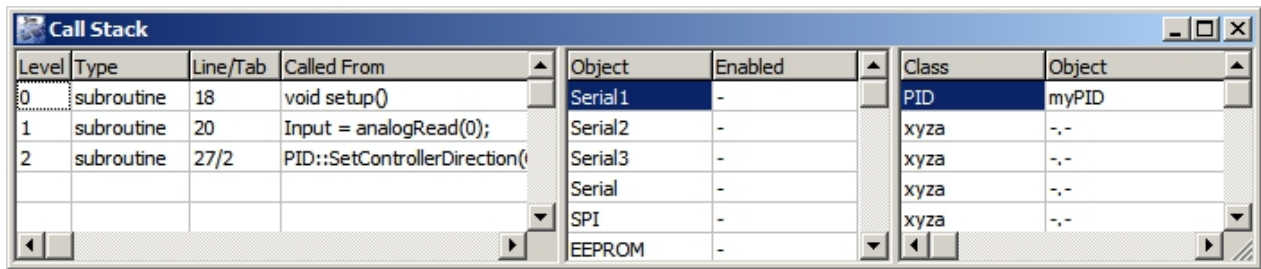 Call Stack
Level Type Line/Tab Called From Object Enabled Class Object
0 subroutine 18 void setup() Serial1 - PID myPID
1 subroutine 20 Input = analogRead(0); Serial2 - xyza -.-
2 subroutine 27/2 PID::SetControllerDirection( Serial3 - xyza -.-
Serial - xyza -.-
SPI - xyza -.-
EEPROM -